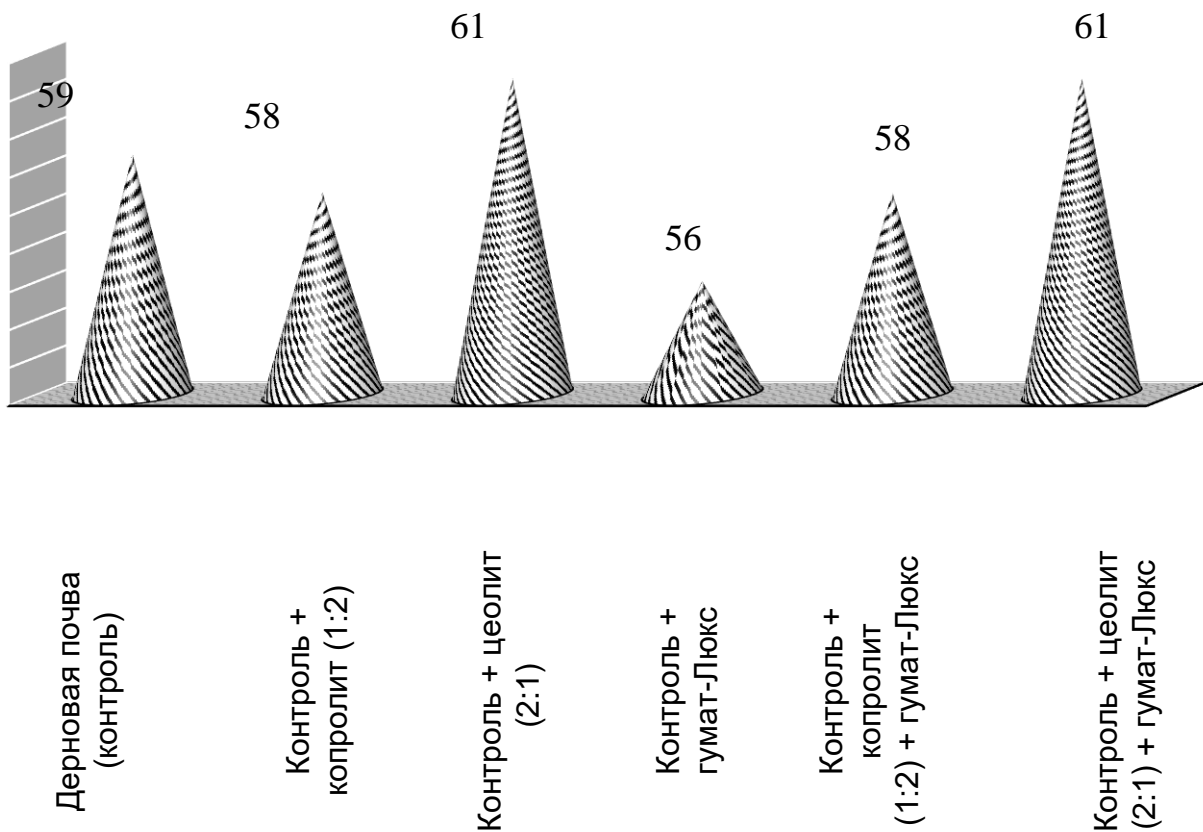 59
58
61
56
58
61
Дерновая почва
(контроль)
Контроль +
копролит (1:2)
Контроль + цеолит
(2:1)
Контроль +
гумат-Люкс
Контроль +
копролит
(1:2) + гумат-Люкс
Контроль + цеолит
(2:1) + гумат-Люкс